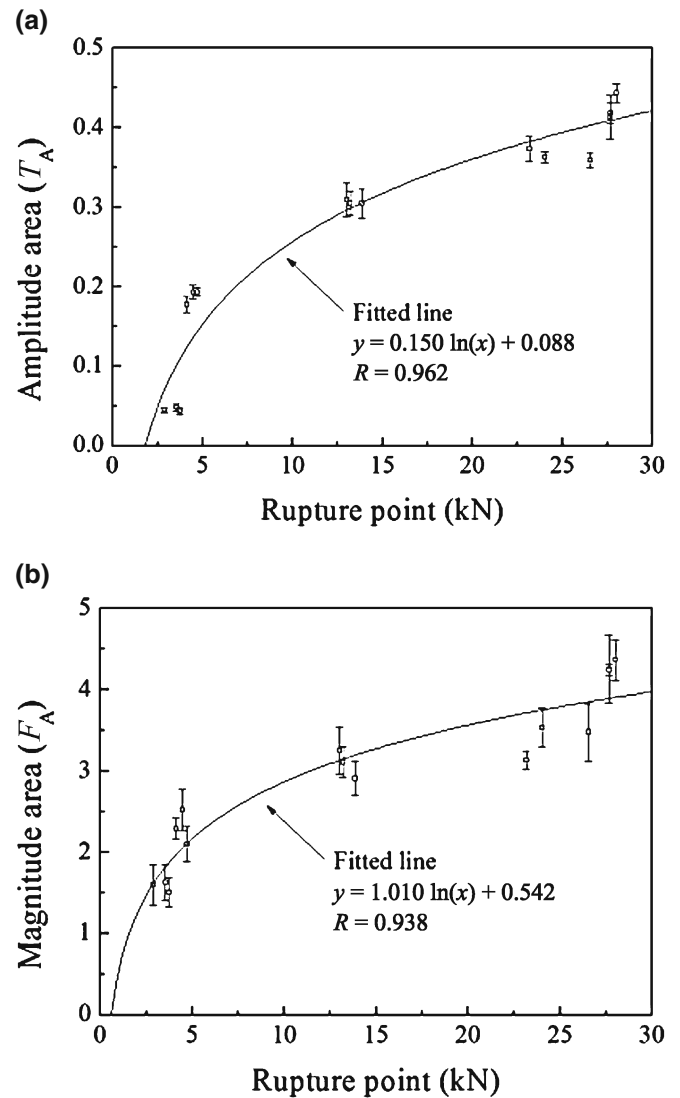 (a)
0.5
0.4
0.3
0.2
0.1
0.0
Amplitude area (T_A)
Fitted line
y = 0.150 ln(x) + 0.088
R = 0.962
0 5 10 15 20 25 30
Rupture point (kN)
(b)
5
4
3
2
1
0
Magnitude area (F_A)
Fitted line
y = 1.010 ln(x) + 0.542
R = 0.938
0 5 10 15 20 25 30
Rupture point (kN)